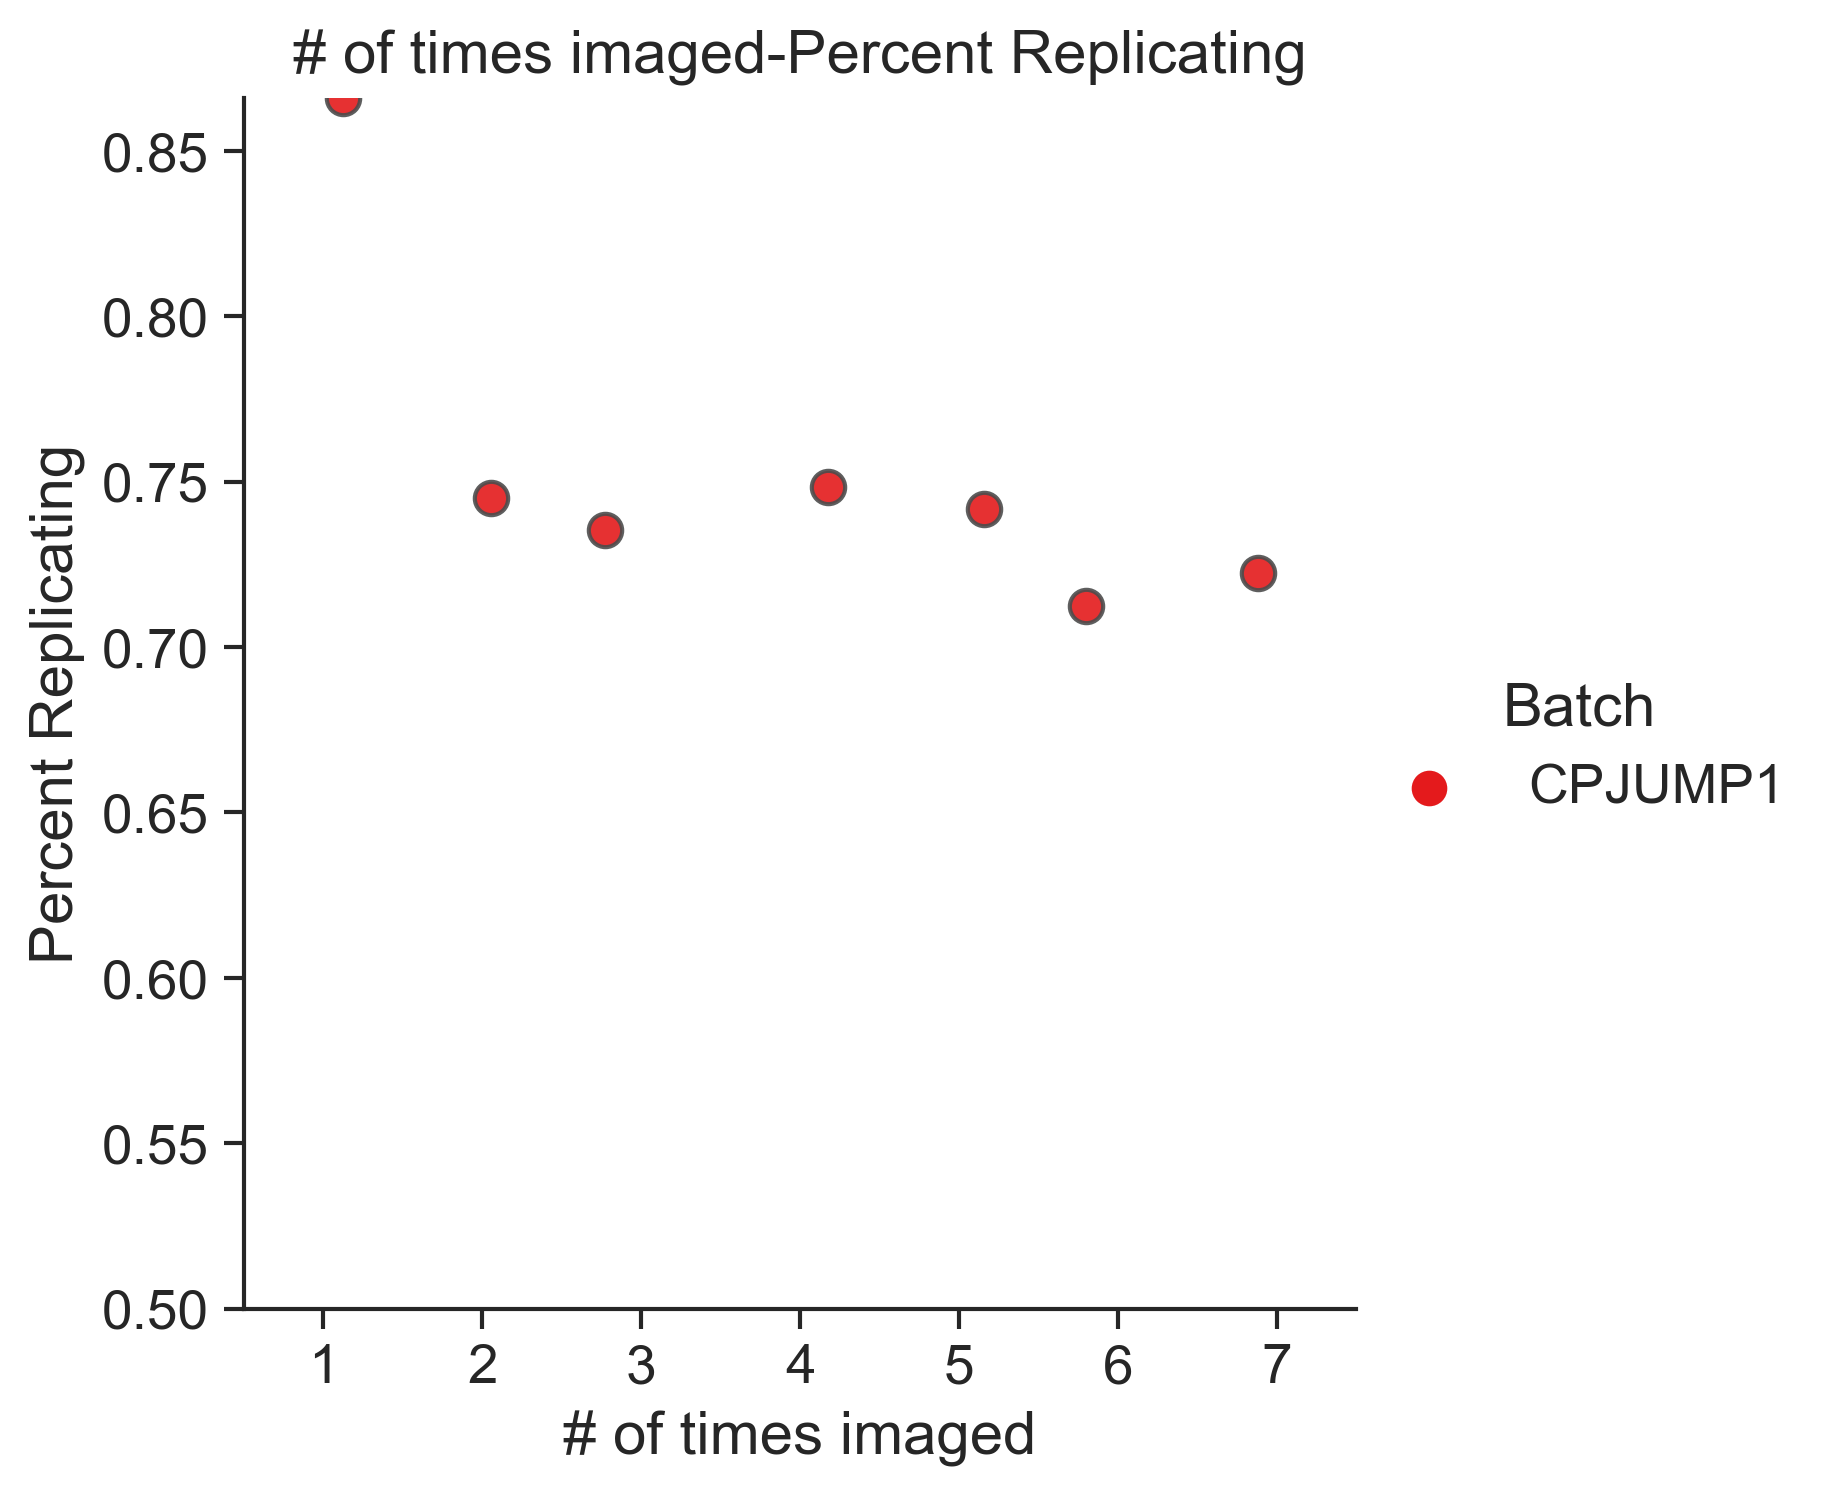 # of times imaged-Percent Replicating
0.85
0.80
0.75
0.70
0.65
0.60
0.55
0.50
Percent Replicating
1 2 3 4 5 6 7
# of times imaged
Batch
CPJUMP1